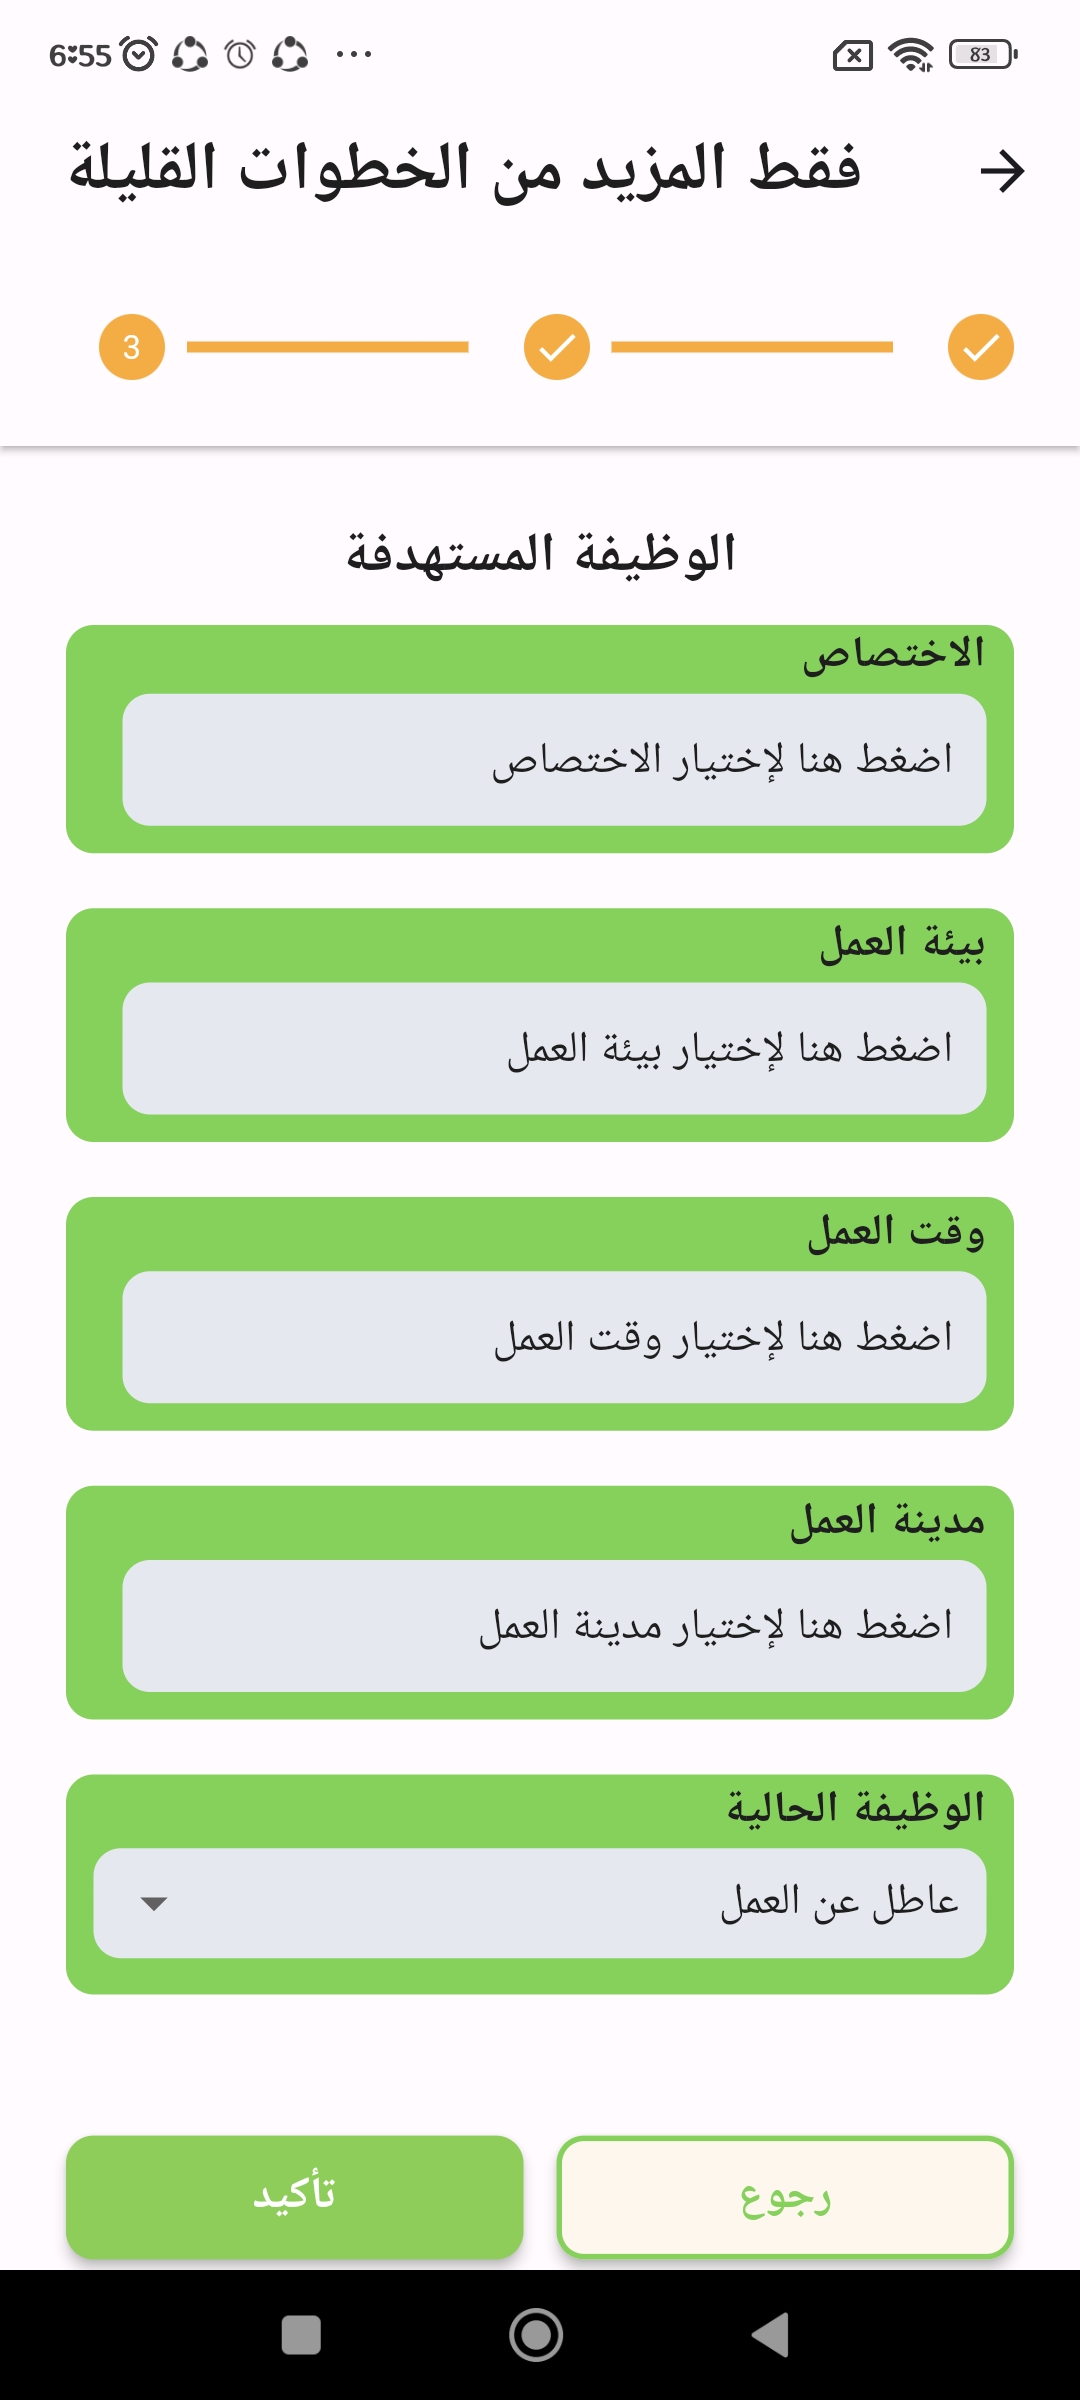 6:55
83
فقط المزيد من الخطوات القليلة
3
الوظيفة المستهدفة
الاختصاص
اضغط هنا لإختيار الاختصاص
بيئة العمل
اضغط هنا لإختيار بيئة العمل
وقت العمل
اضغط هنا لإختيار وقت العمل
مدينة العمل
اضغط هنا لإختيار مدينة العمل
الوظيفة الحالية
عاطل عن العمل
رجوع
تأكيد